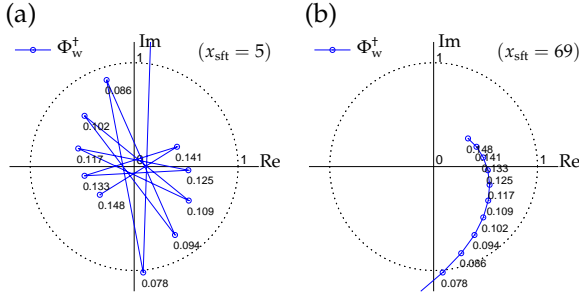 (a)
Φ†w
Im
(xsft = 5)
1
0.086
0.102
0.117
0.133
0.148
0.141
0.125
0.109
0.094
0.078
1
Re
(b)
Φ†w
Im
(xsft = 69)
1
0
1
Re
0.148
0.141
0.133
0.125
0.117
0.109
0.102
0.094
0.086
0.078